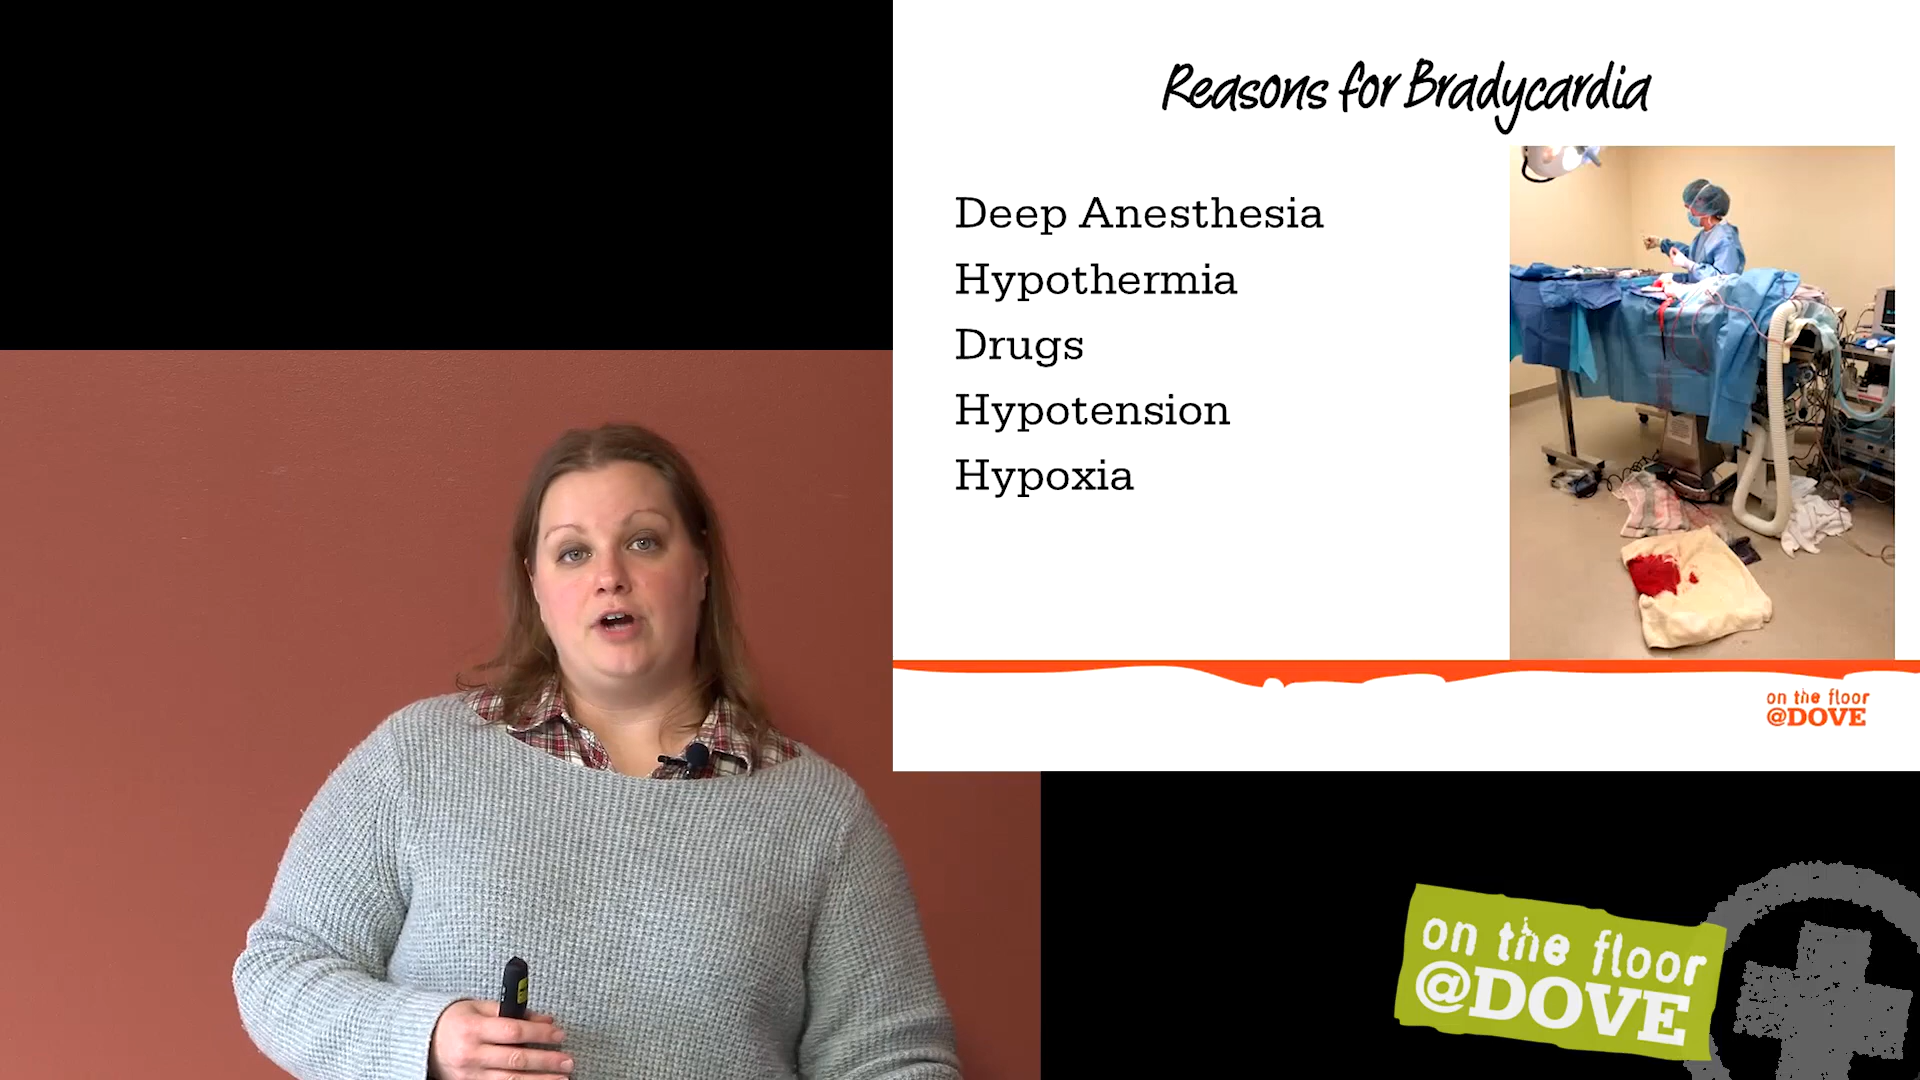 Reasons for Bradycardia
Deep Anesthesia
Hypothermia
Drugs
Hypotension
Hypoxia
on the floor
@DOVE
on the floor
@DOVE